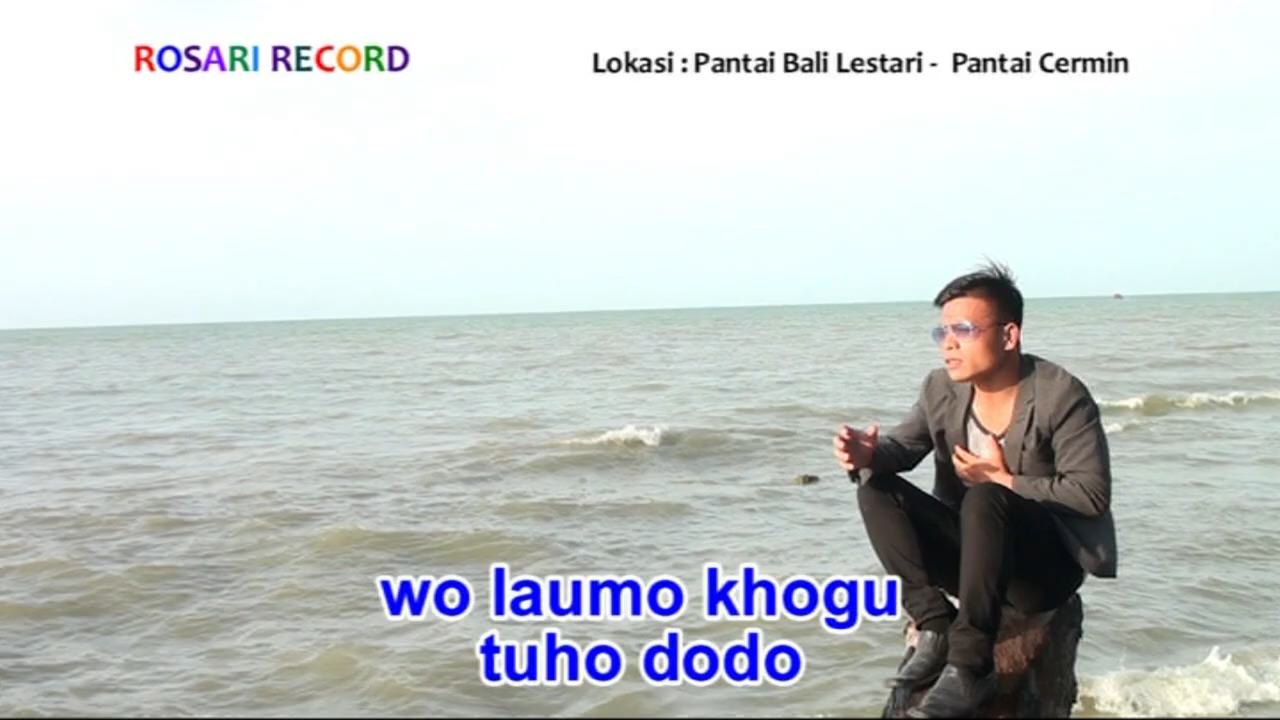 ROSARI RECORD
Lokasi : Pantai Bali Lestari - Pantai Cermin
wo laumo khogu
tuho dodo